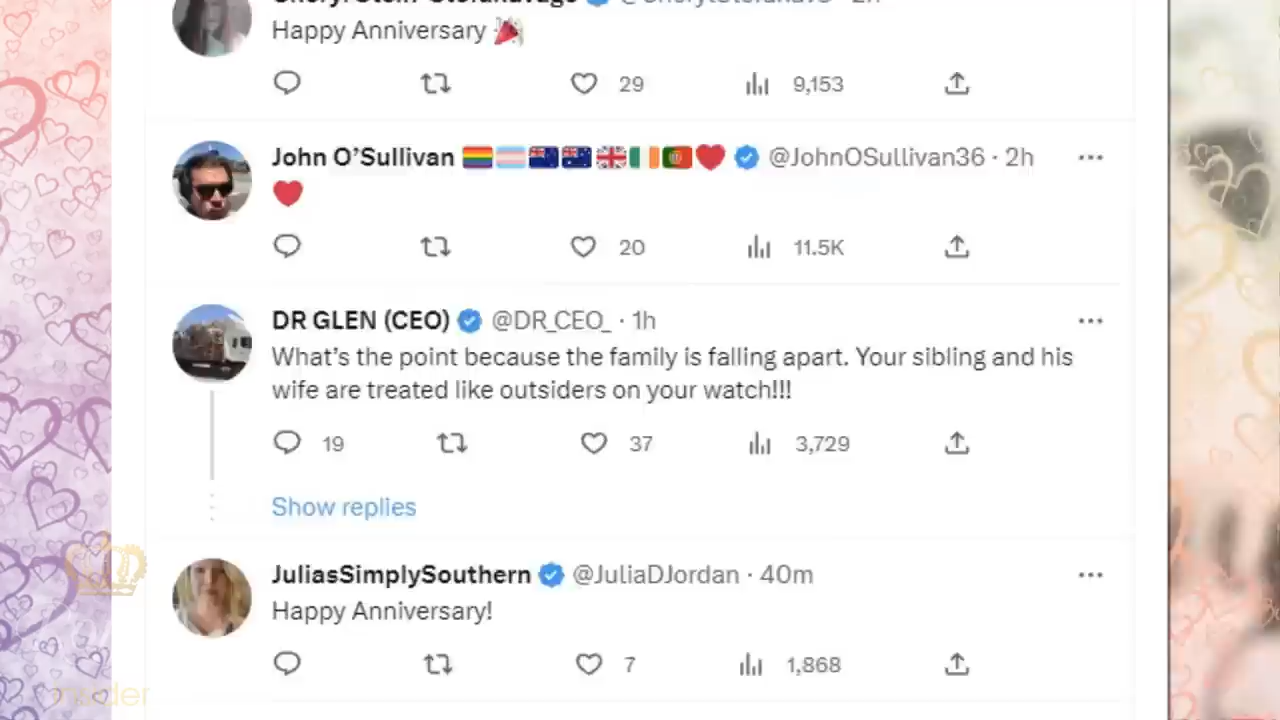 Happy Anniversary 🎉
29 9,153
John O’Sullivan 🏳️‍🌈🏳️‍⚧️🇳🇿🇦🇺🇬🇧🇮🇪🇵🇹❤️ @JohnOSullivan36 · 2h
❤️
20 11.5K
DR GLEN (CEO) @DR_CEO_ · 1h
What’s the point because the family is falling apart. Your sibling and his
wife are treated like outsiders on your watch!!!
19 37 3,729
Show replies
JuliasSimplySouthern @JuliaDJordan · 40m
Happy Anniversary!
7 1,868
insider